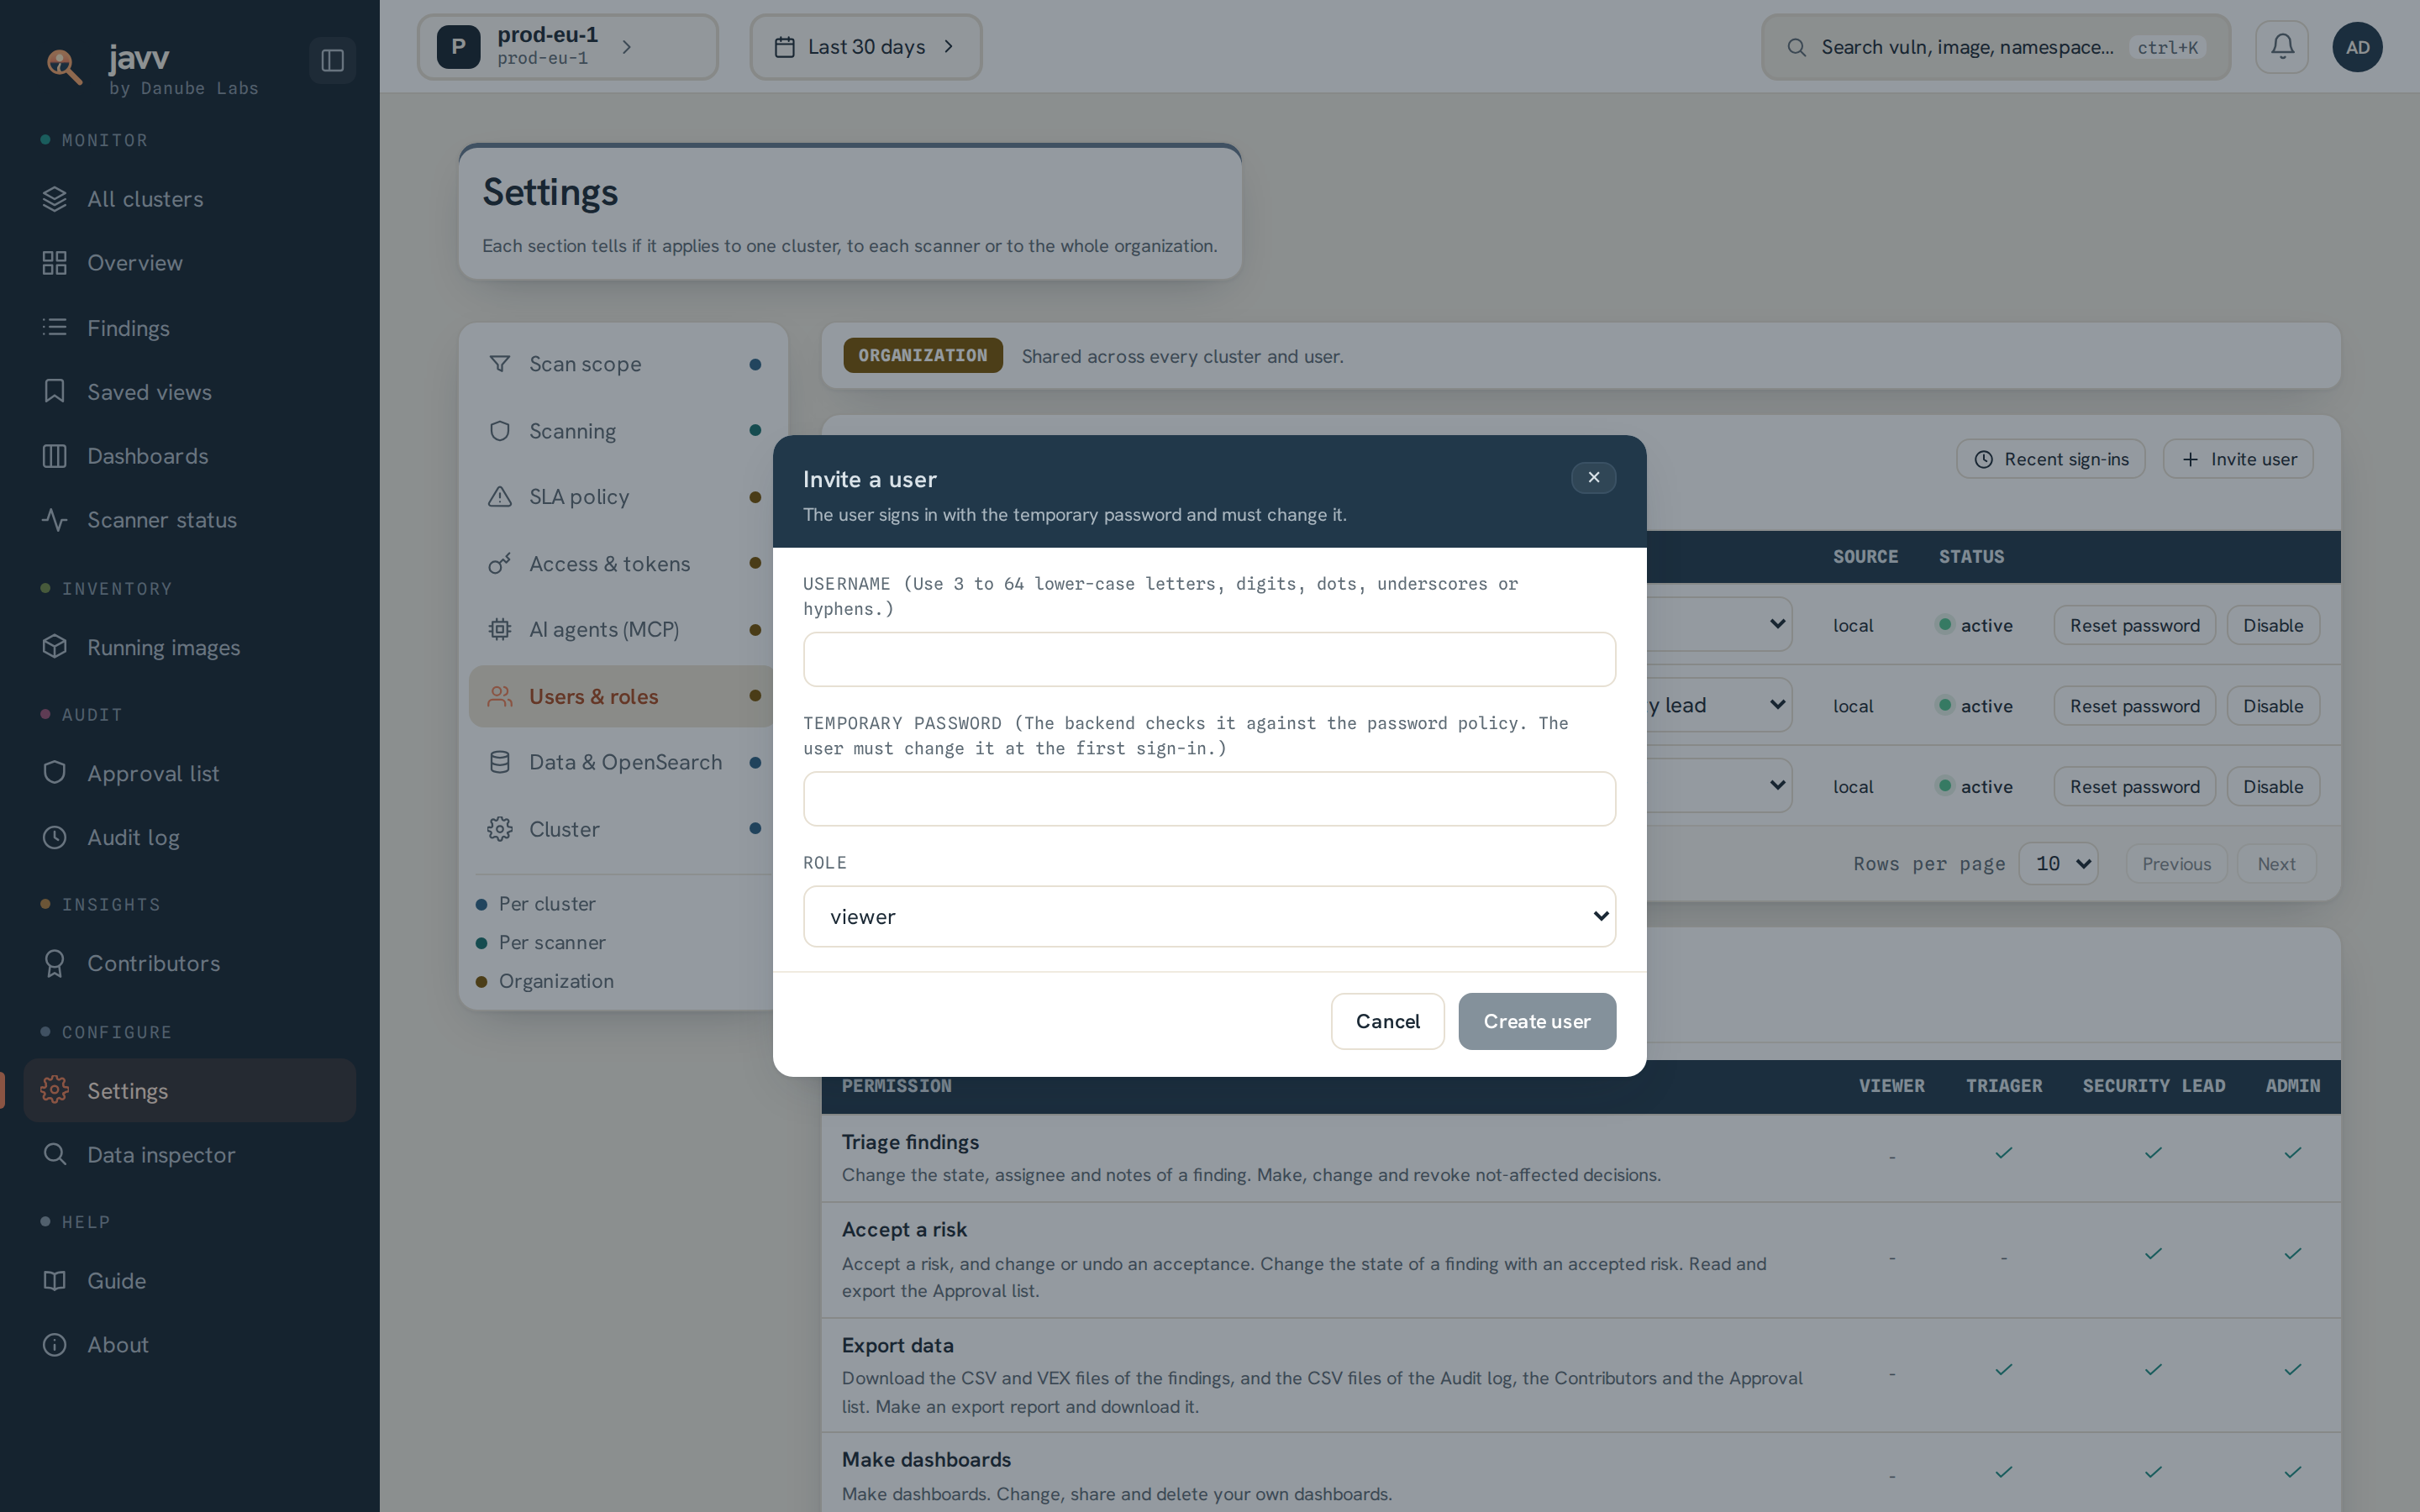 javv
by Danube Labs
MONITOR
All clusters
Overview
Findings
Saved views
Dashboards
Scanner status
INVENTORY
Running images
AUDIT
Approval list
Audit log
INSIGHTS
Contributors
CONFIGURE
Settings
Data inspector
HELP
Guide
About
P
prod-eu-1
prod-eu-1
Last 30 days
Search vuln, image, namespace...
ctrl+K
AD
Settings
Each section tells if it applies to one cluster, to each scanner or to the whole organization.
Scan scope
Scanning
SLA policy
Access & tokens
AI agents (MCP)
Users & roles
Data & OpenSearch
Cluster
Per cluster
Per scanner
Organization
ORGANIZATION
Shared across every cluster and user.
Recent sign-ins
Invite user
SOURCE
STATUS
local
active
Reset password
Disable
y lead
local
active
Reset password
Disable
local
active
Reset password
Disable
Rows per page
10
Previous
Next
Invite a user
The user signs in with the temporary password and must change it.
USERNAME (Use 3 to 64 lower-case letters, digits, dots, underscores or
hyphens.)
TEMPORARY PASSWORD (The backend checks it against the password policy. The
user must change it at the first sign-in.)
ROLE
viewer
Cancel
Create user
PERMISSION
VIEWER
TRIAGER
SECURITY LEAD
ADMIN
Triage findings
Change the state, assignee and notes of a finding. Make, change and revoke not-affected decisions.
-
Accept a risk
Accept a risk, and change or undo an acceptance. Change the state of a finding with an accepted risk. Read and
export the Approval list.
-
-
Export data
Download the CSV and VEX files of the findings, and the CSV files of the Audit log, the Contributors and the Approval
list. Make an export report and download it.
-
Make dashboards
Make dashboards. Change, share and delete your own dashboards.
-